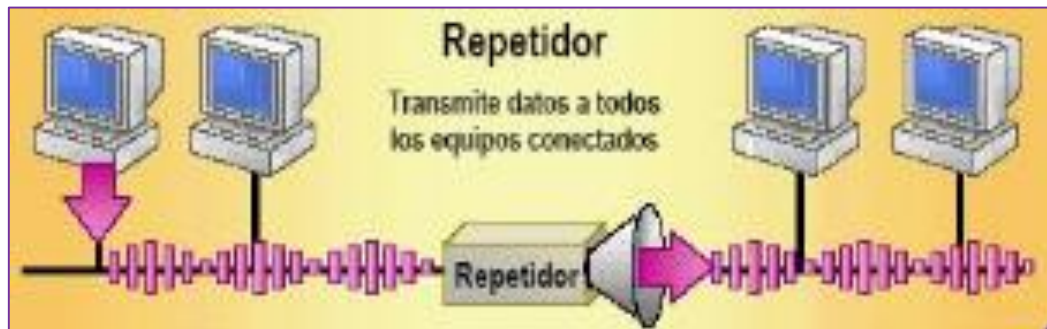 Repetidor
Transmite datos a todos
los equipos conectados
Repetidor